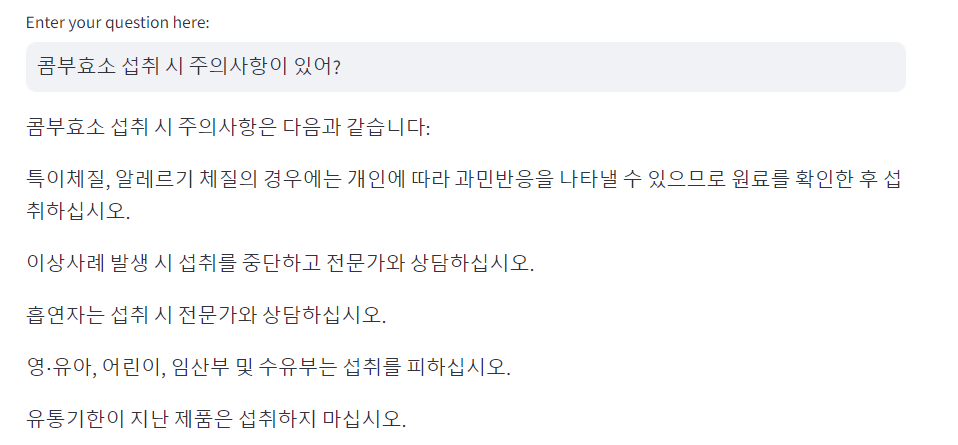 Enter your question here:
콤부효소 섭취 시 주의사항이 있어?
콤부효소 섭취 시 주의사항은 다음과 같습니다:
특이체질, 알레르기 체질의 경우에는 개인에 따라 과민반응을 나타낼 수 있으므로 원료를 확인한 후 섭
취하십시오.
이상사례 발생 시 섭취를 중단하고 전문가와 상담하십시오.
흡연자는 섭취 시 전문가와 상담하십시오.
영·유아, 어린이, 임산부 및 수유부는 섭취를 피하십시오.
유통기한이 지난 제품은 섭취하지 마십시오.